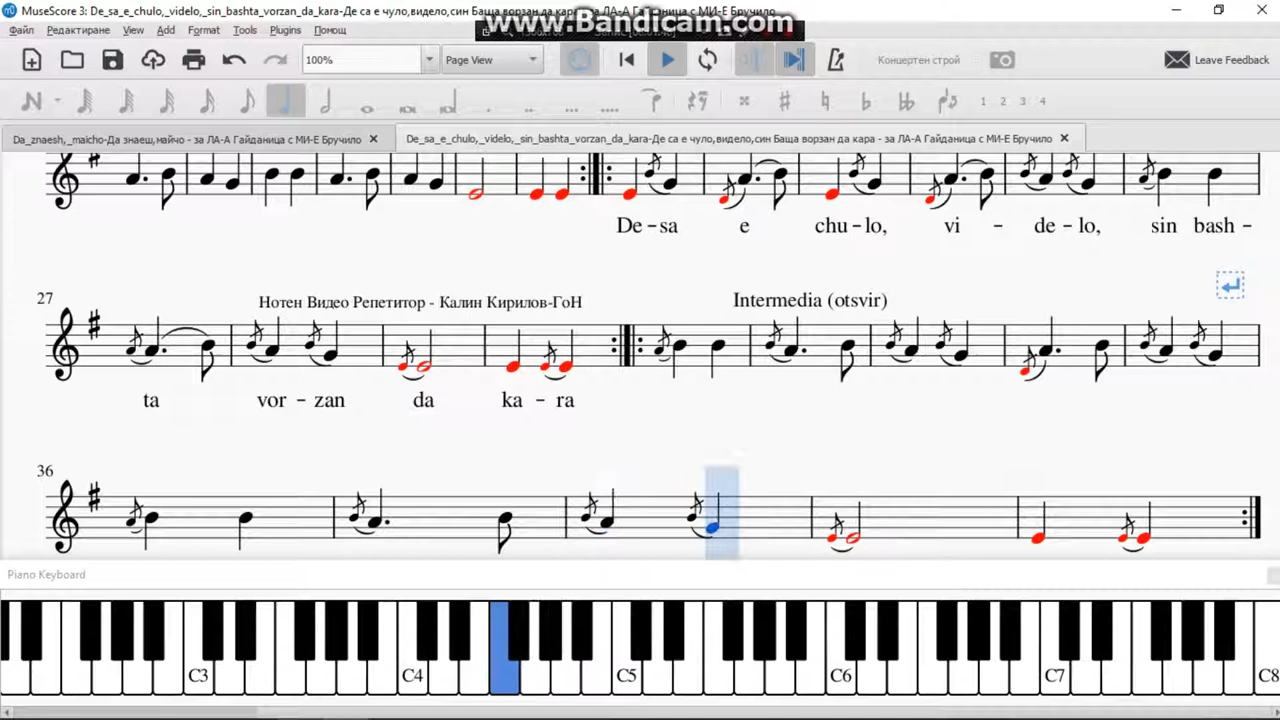 MuseScore 3: De_sa_e_chulo,_videlo,_sin_bashta_vorzan_da_kara-Де са е чуло,видело,син Баща ворзан да кара - за ЛА-А Гайданица с МИ-Е Бручило
www.Bandicam.com
Файл Редактиране View Add Format Tools Plugins Помощ
100% Page View Концертен строй Leave Feedback
1 2 3 4
Da_znaesh,_maicho-Да знаеш,майчо - за ЛА-А Гайданица с МИ-Е Бручило De_sa_e_chulo,_videlo,_sin_bashta_vorzan_da_kara-Де са е чуло,видело,син Баща ворзан да кара - за ЛА-А Гайданица с МИ-Е Бручило
De-sa e chu-lo, vi - de-lo, sin bash-
27 Нотен Видео Репетитор - Калин Кирилов-ГоН Intermedia (otsvir)
ta vor-zan da ka-ra
36
Piano Keyboard
C3 C4 C5 C6 C7 C8